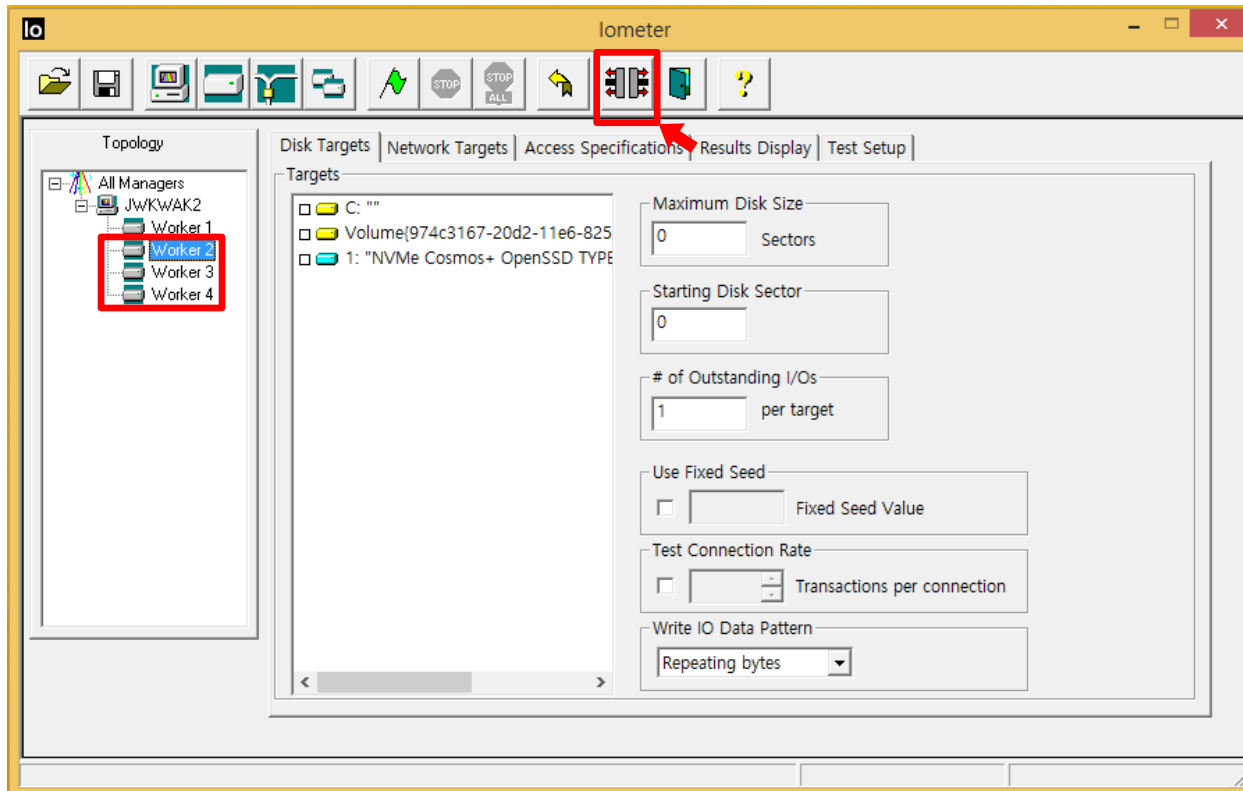 Io
Iometer
STOP
STOP
ALL
?
Topology
All Managers
JWKWAK2
Worker 1
Worker 2
Worker 3
Worker 4
Disk Targets
Network Targets
Access Specifications
Results Display
Test Setup
Targets
C: ""
Volume{974c3167-20d2-11e6-825
1: "NVMe Cosmos+ OpenSSD TYPE
Maximum Disk Size
0
Sectors
Starting Disk Sector
0
# of Outstanding I/Os
1
per target
Use Fixed Seed
Fixed Seed Value
Test Connection Rate
Transactions per connection
Write IO Data Pattern
Repeating bytes